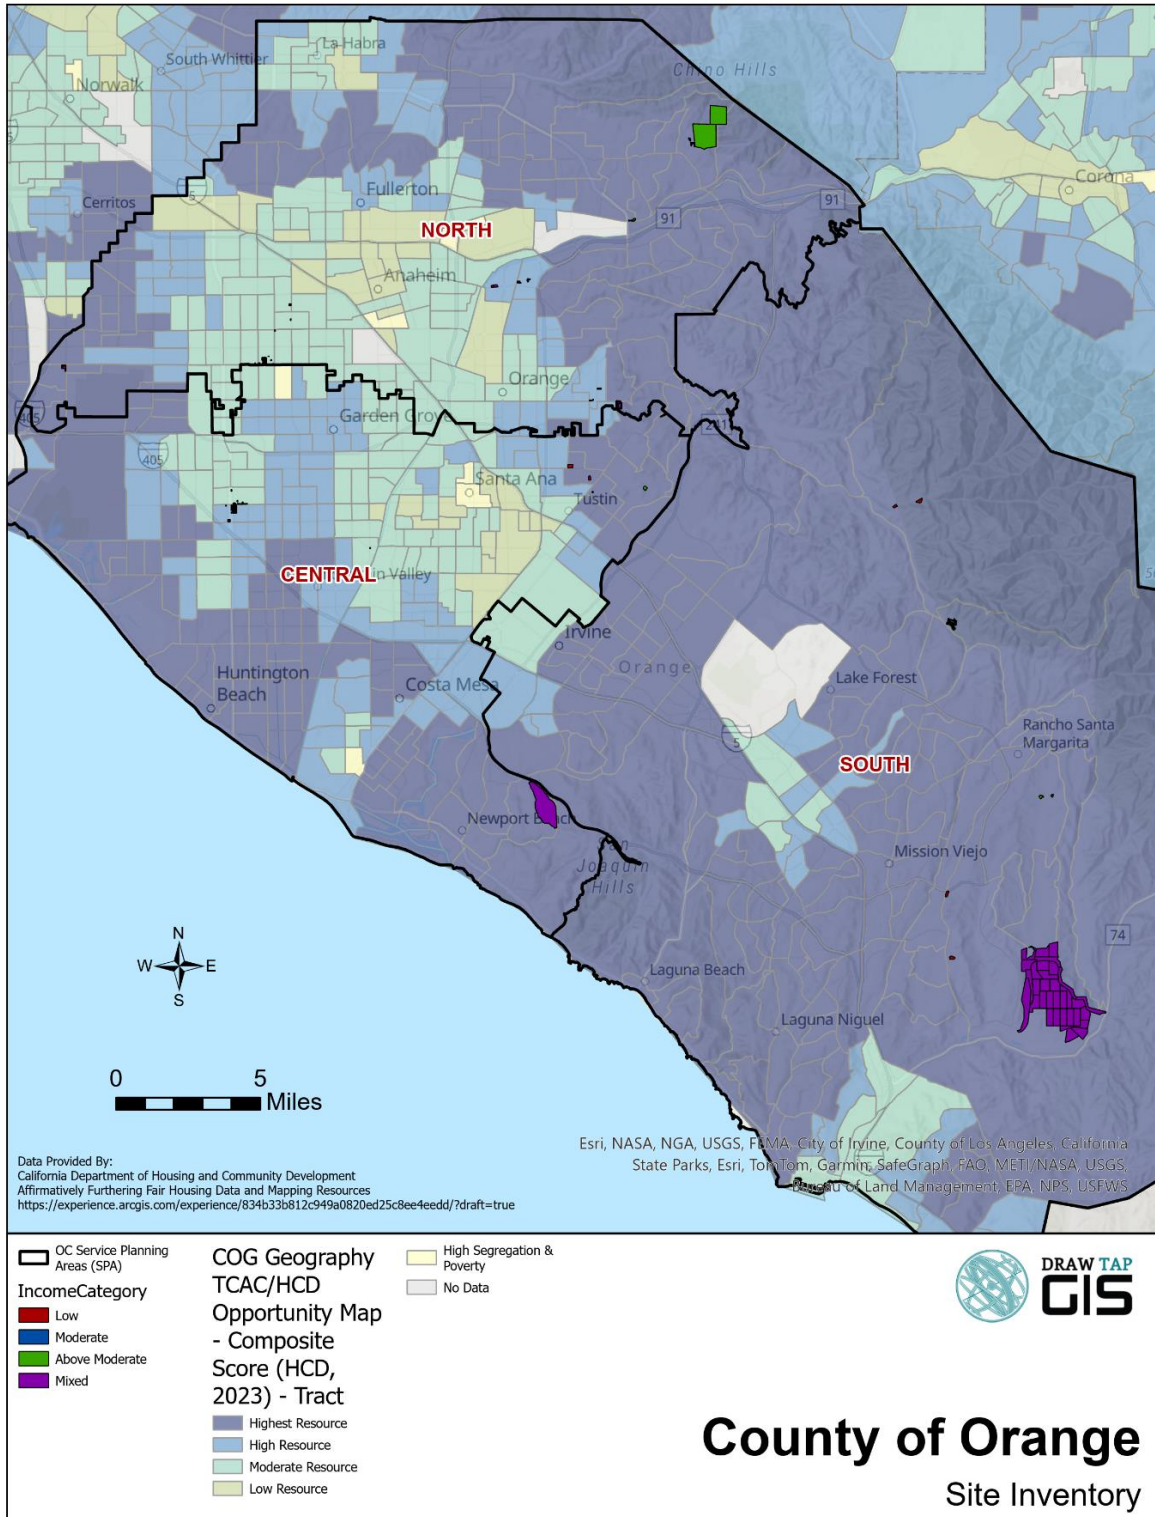 South Whittier
La Habra
Chino Hills
Norwalk
5
Corona
Cerritos
5
Fullerton
91
91
NORTH
Anaheim
Orange
405
Garden Grove
241
405
Santa Ana
Tustin
CENTRAL
Valley
Irvine
Orange
Huntington
Beach
Costa Mesa
Lake Forest
Rancho Santa
Margarita
5
SOUTH
Newport Beach
San
Joaquin
Hills
Mission Viejo
74
N
W E
S
Laguna Beach
Laguna Niguel
0 5
Miles
Esri, NASA, NGA, USGS, FEMA, City of Irvine, County of Los Angeles, California
State Parks, Esri, TomTom, Garmin, SafeGraph, FAO, METI/NASA, USGS,
Bureau of Land Management, EPA, NPS, USFWS
Data Provided By:
California Department of Housing and Community Development
Affirmatively Furthering Fair Housing Data and Mapping Resources
https://experience.arcgis.com/experience/834b33b812c949a0820ed25c8ee4eedd/?draft=true
OC Service Planning
Areas (SPA)
IncomeCategory
Low
Moderate
Above Moderate
Mixed
COG Geography
TCAC/HCD
Opportunity Map
- Composite
Score (HCD,
2023) - Tract
Highest Resource
High Resource
Moderate Resource
Low Resource
High Segregation &
Poverty
No Data
DRAW TAP
GIS
County of Orange
Site Inventory